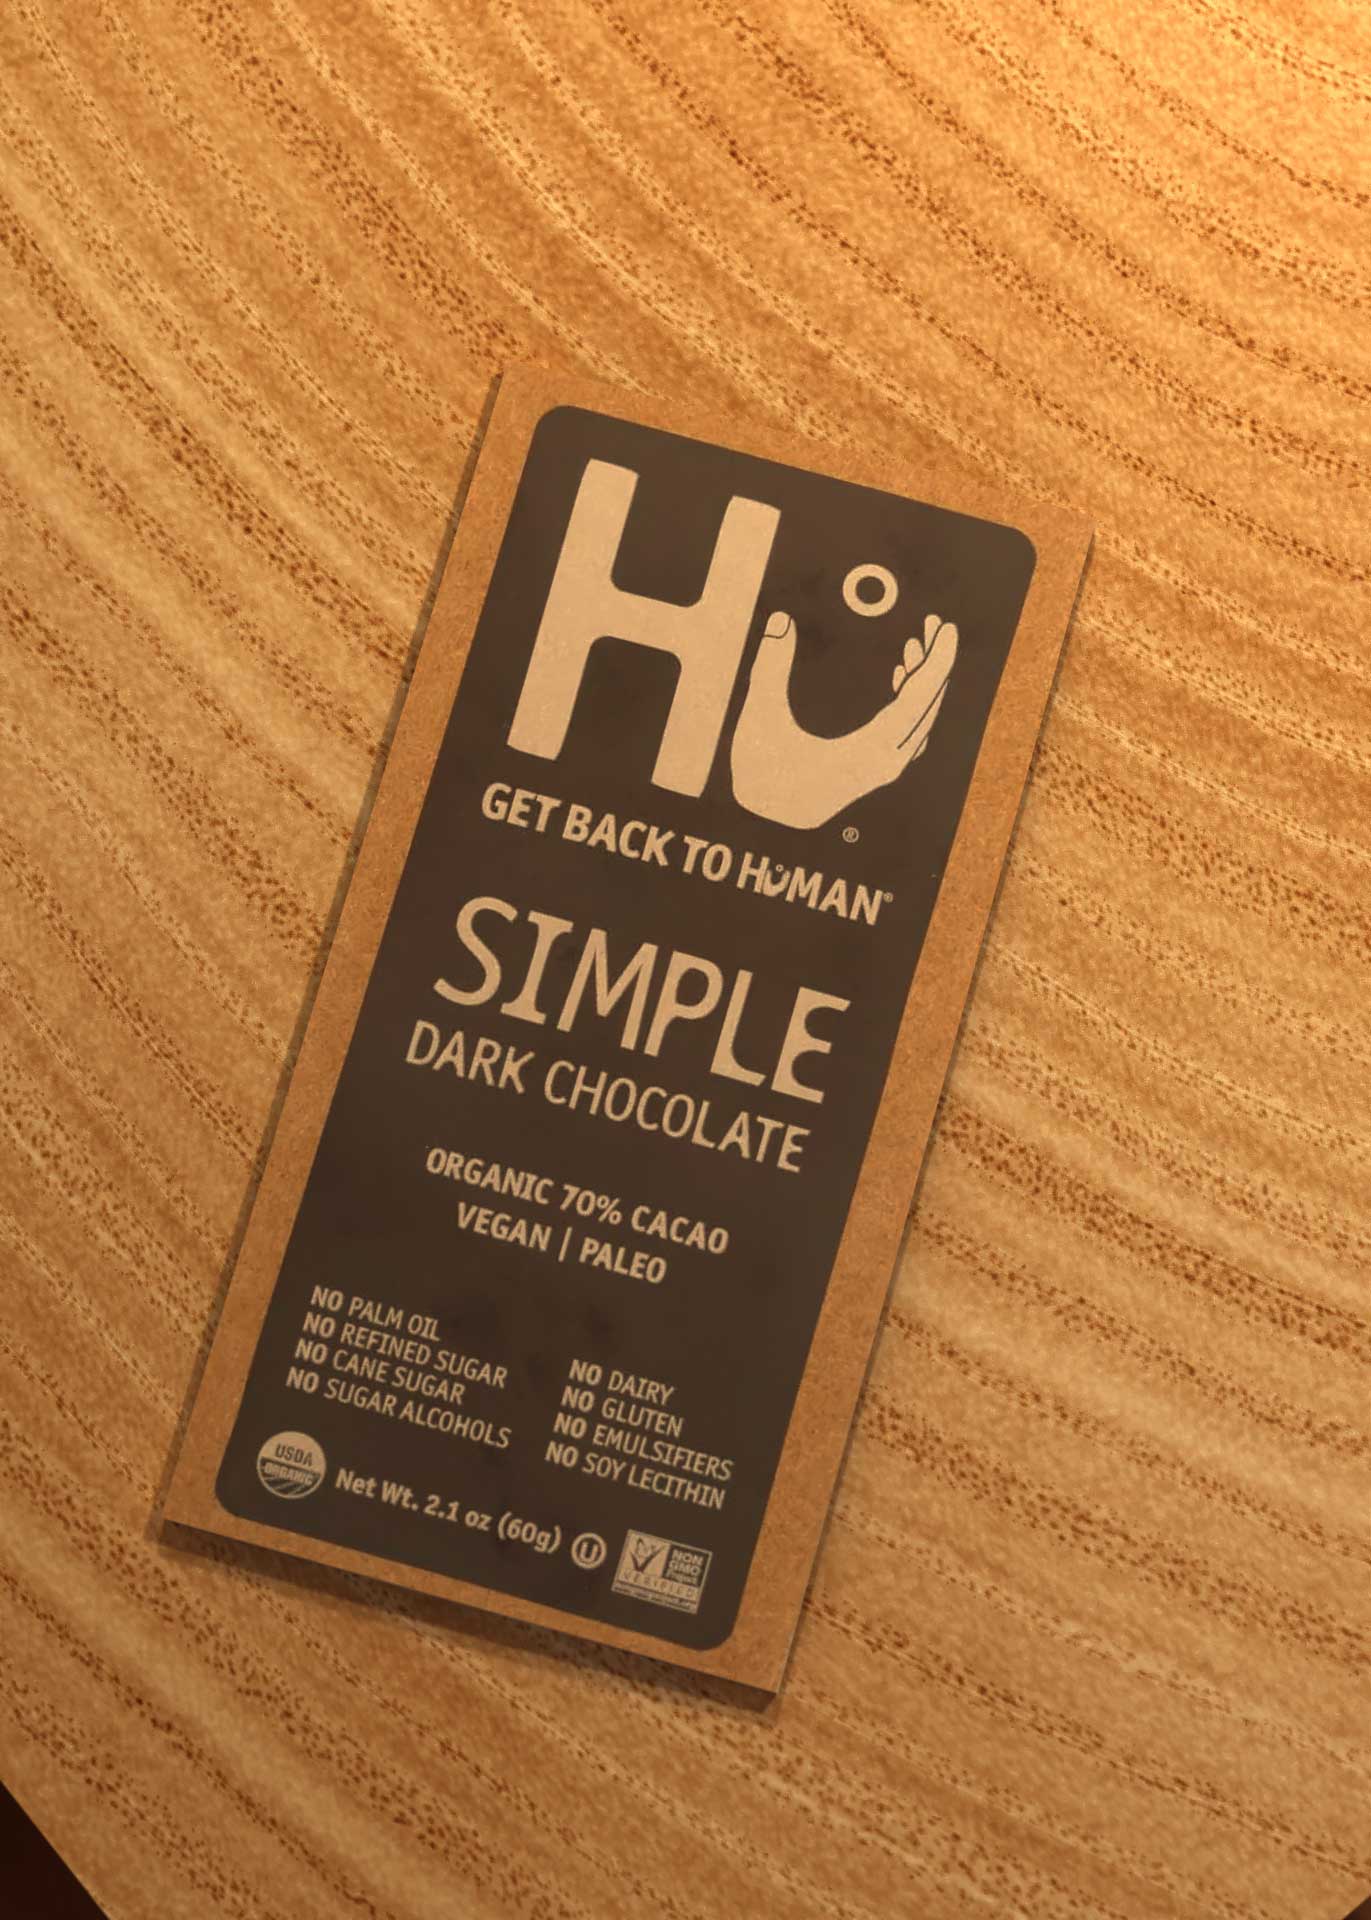 Hu®
GET BACK TO HuMAN®
SIMPLE
DARK CHOCOLATE
ORGANIC 70% CACAO
VEGAN | PALEO
NO PALM OIL
NO REFINED SUGAR
NO CANE SUGAR
NO SUGAR ALCOHOLS
NO DAIRY
NO GLUTEN
NO EMULSIFIERS
NO SOY LECITHIN
USDA
ORGANIC
Net Wt. 2.1 oz (60g)
U
NON
GMO
Project
VERIFIED